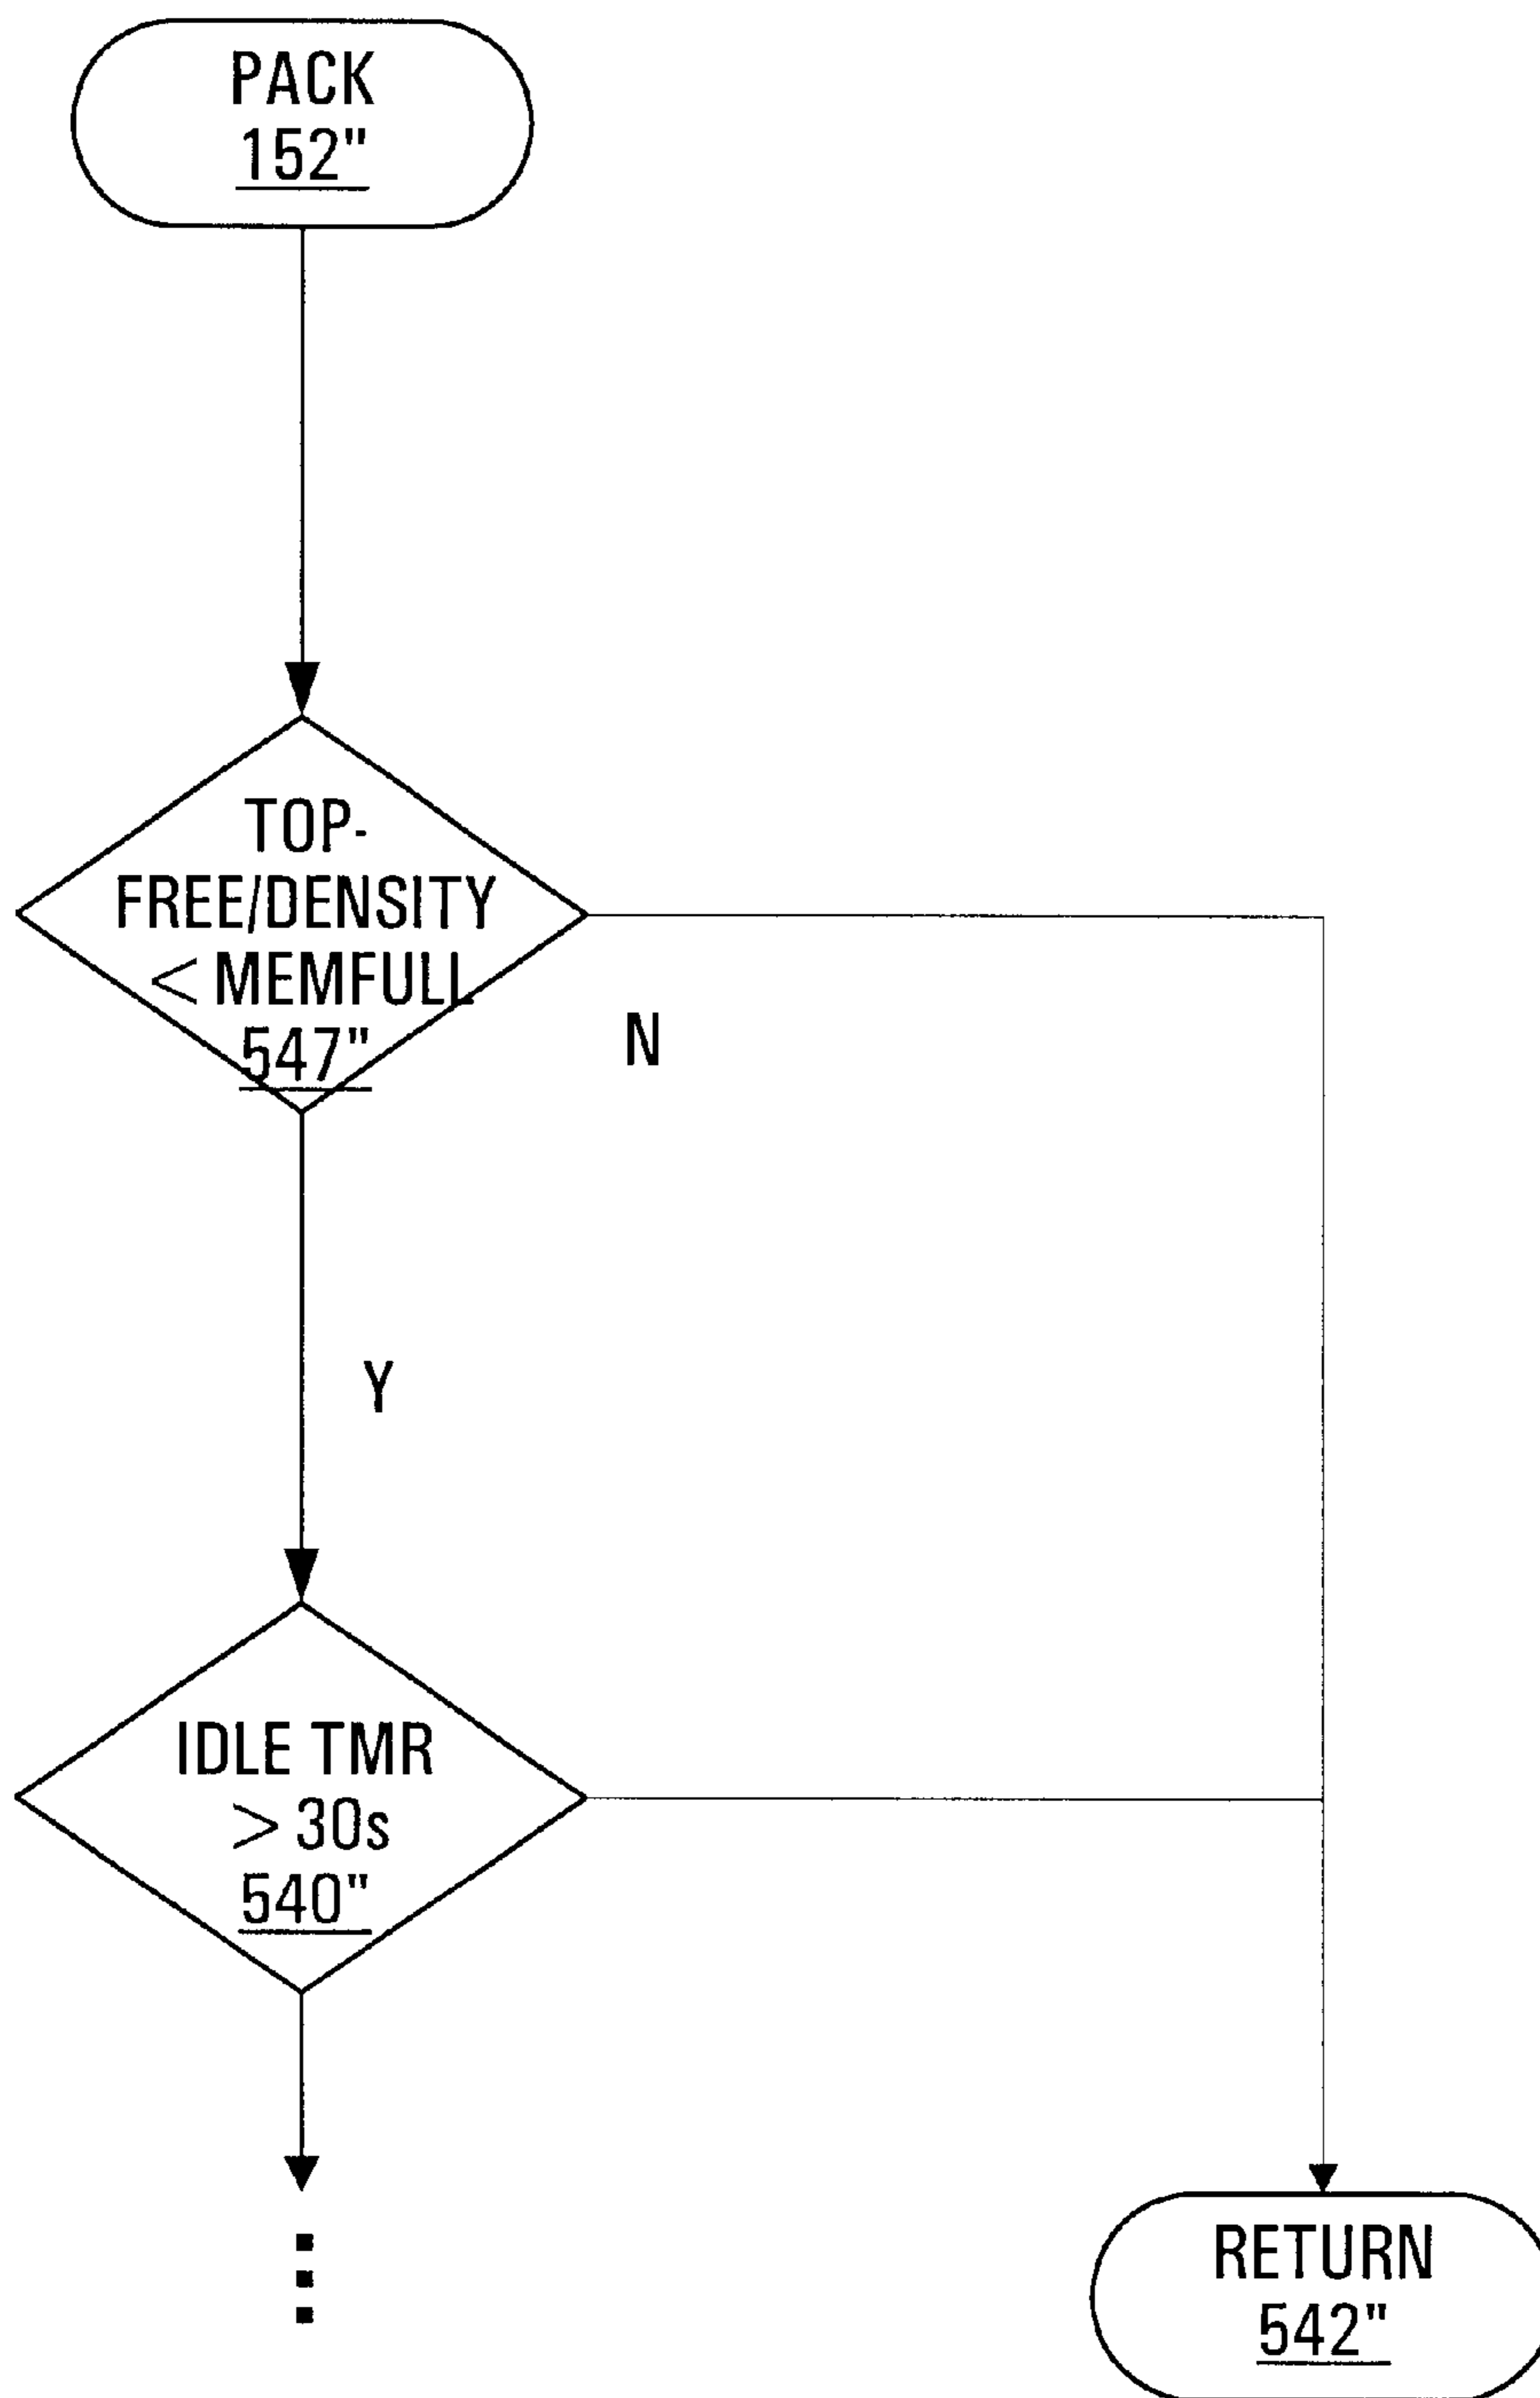 PACK
152"
TOP-
FREE/DENSITY
< MEMFULL
547"
N
Y
IDLE TMR
> 30s
540"
RETURN
542"